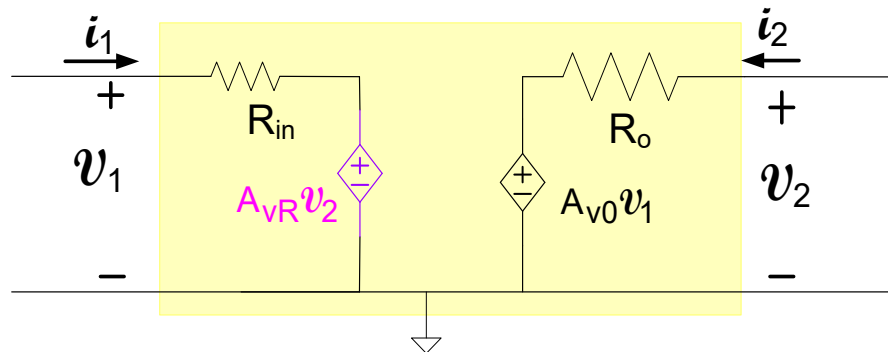 i1 i2
+ Rin Ro +
v1 + + v2
− AvRv2 − Av0v1
− −